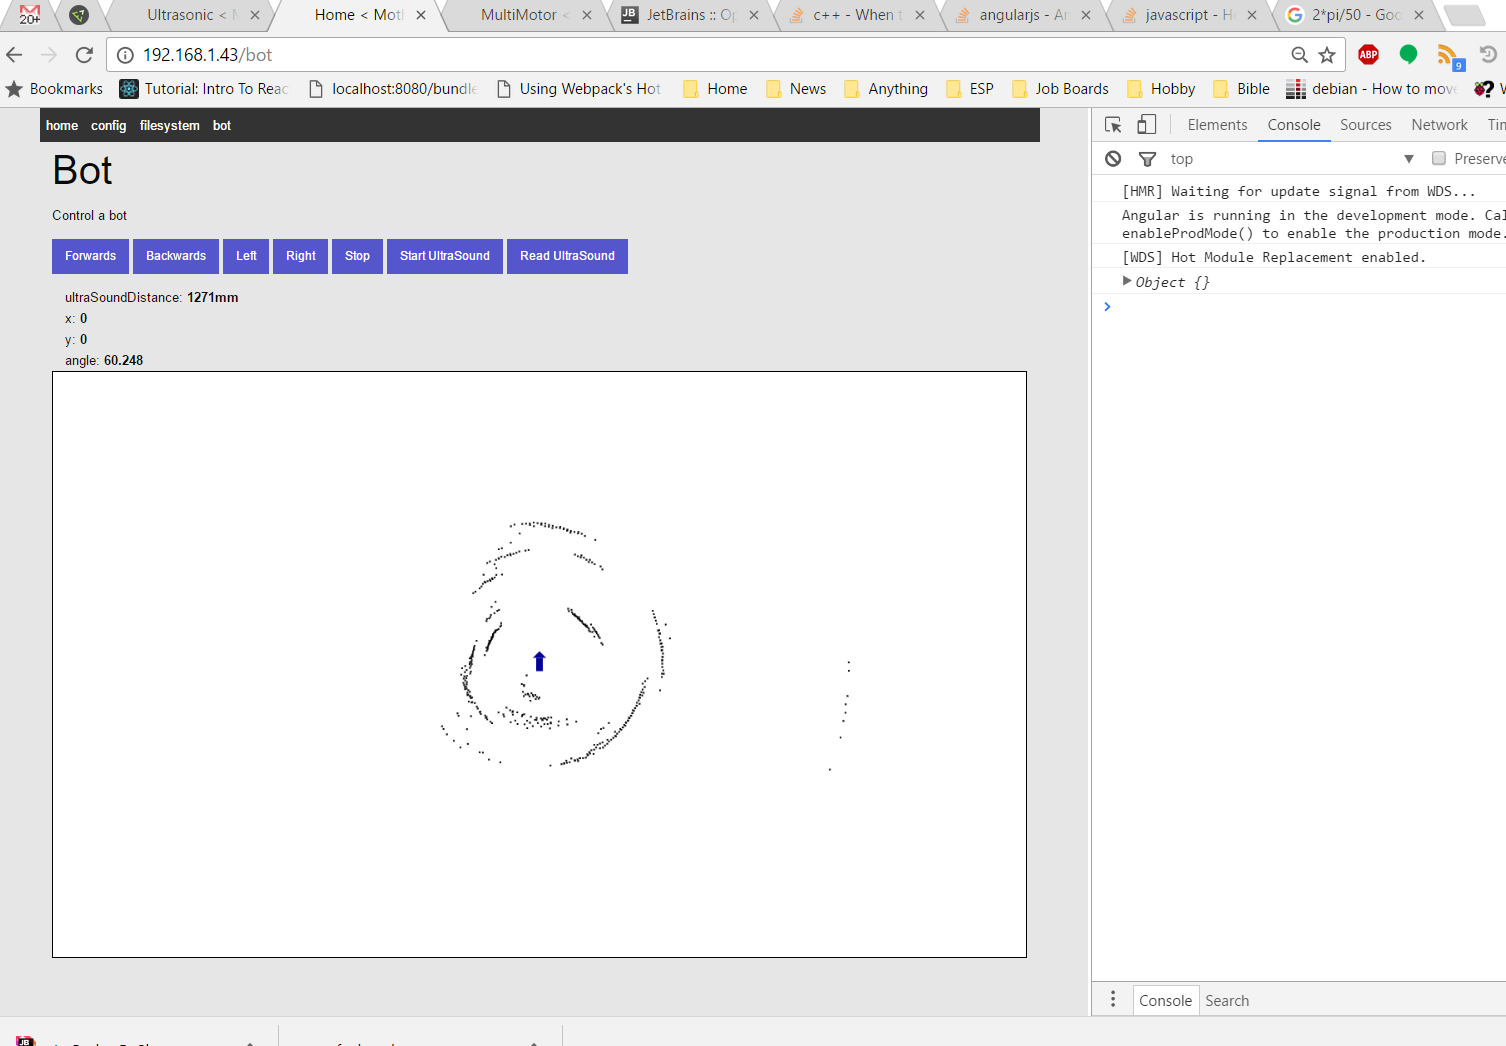 20+
Ultrasonic < M
Home < Moth
MultiMotor <
JetBrains :: Op
c++ - When t
angularjs - Ar
javascript - H
2*pi/50 - Goo
192.168.1.43/bot
ABP
9
Bookmarks
Tutorial: Intro To Reac
localhost:8080/bundle
Using Webpack's Hot
Home
News
Anything
ESP
Job Boards
Hobby
Bible
debian - How to move
home config filesystem bot
Elements Console Sources Network Tim
Bot
top
Preserve
Control a bot
[HMR] Waiting for update signal from WDS...
Angular is running in the development mode. Cal
enableProdMode() to enable the production mode.
[WDS] Hot Module Replacement enabled.
Object {}
Forwards Backwards Left Right Stop Start UltraSound Read UltraSound
ultraSoundDistance: 1271mm
x: 0
y: 0
angle: 60.248
Console Search
JB